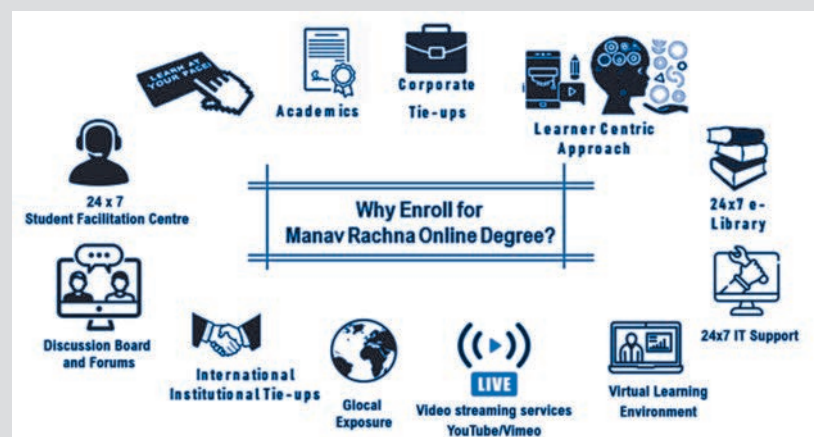 LEARN AT
YOUR PACE!
Academics
Corporate
Tie-ups
Learner Centric
Approach
24 x 7
Student Facilitation Centre
Why Enroll for
Manav Rachna Online Degree?
24x7 e-
Library
Discussion Board
and Forums
International
Institutional Tie-ups
Glocal
Exposure
LIVE
Video streaming services
YouTube/Vimeo
Virtual Learning
Environment
24x7 IT Support